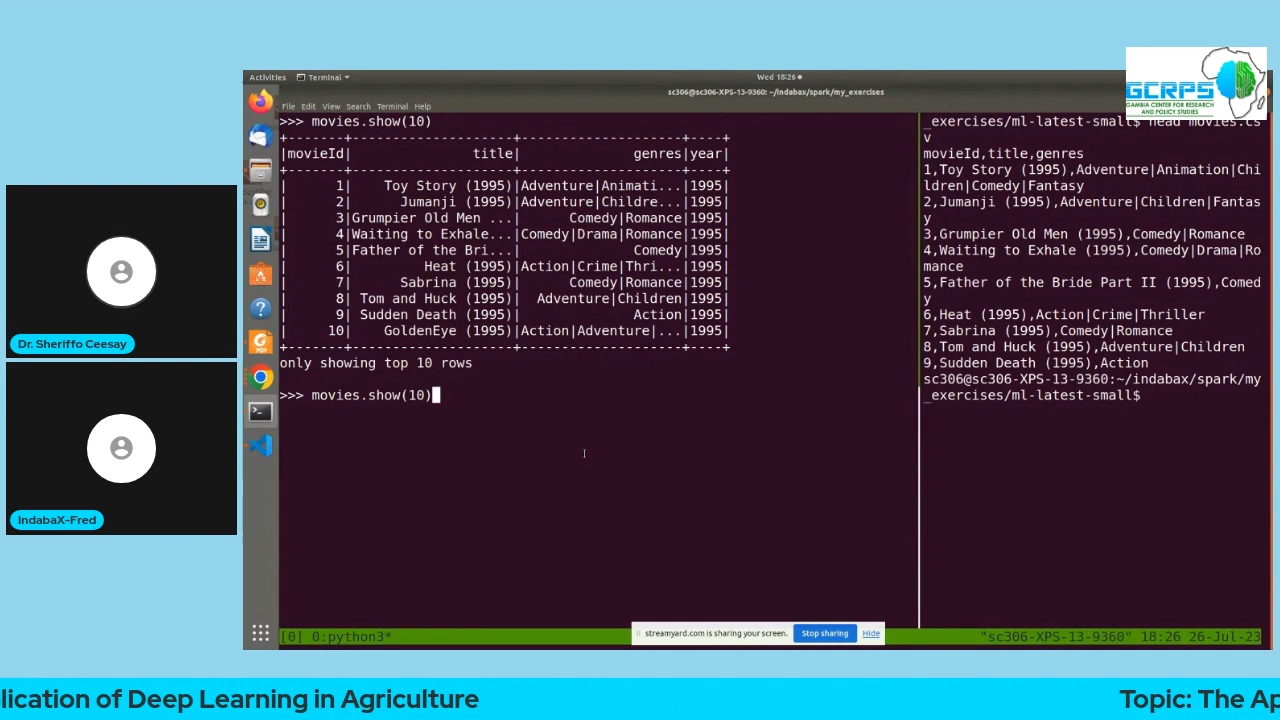 Activities
Terminal
Wed 18:26
sc306@sc306-XPS-13-9360: ~/indabax/spark/my_exercises
File Edit View Search Terminal Help
GCRPS
GAMBIA CENTER FOR RESEARCH
AND POLICY STUDIES
>>> movies.show(10)
+-------+--------------------+--------------------+----+
|movieId|               title|              genres|year|
+-------+--------------------+--------------------+----+
|      1|    Toy Story (1995)|Adventure|Animati...|1995|
|      2|      Jumanji (1995)|Adventure|Childre...|1995|
|      3|Grumpier Old Men ...|      Comedy|Romance|1995|
|      4|Waiting to Exhale...|Comedy|Drama|Romance|1995|
|      5|Father of the Bri...|              Comedy|1995|
|      6|         Heat (1995)|Action|Crime|Thri...|1995|
|      7|      Sabrina (1995)|      Comedy|Romance|1995|
|      8| Tom and Huck (1995)|  Adventure|Children|1995|
|      9| Sudden Death (1995)|              Action|1995|
|     10|    GoldenEye (1995)|Action|Adventure|...|1995|
+-------+--------------------+--------------------+----+
only showing top 10 rows
>>> movies.show(10)
_exercises/ml-latest-small$ head movies.cs
v
movieId,title,genres
1,Toy Story (1995),Adventure|Animation|Chi
ldren|Comedy|Fantasy
2,Jumanji (1995),Adventure|Children|Fantas
y
3,Grumpier Old Men (1995),Comedy|Romance
4,Waiting to Exhale (1995),Comedy|Drama|Ro
mance
5,Father of the Bride Part II (1995),Comed
y
6,Heat (1995),Action|Crime|Thriller
7,Sabrina (1995),Comedy|Romance
8,Tom and Huck (1995),Adventure|Children
9,Sudden Death (1995),Action
sc306@sc306-XPS-13-9360:~/indabax/spark/my
_exercises/ml-latest-small$
Dr. Sheriffo Ceesay
IndabaX-Fred
[0] 0:python3*
streamyard.com is sharing your screen.
Stop sharing
Hide
"sc306-XPS-13-9360" 18:26 26-Jul-23
lication of Deep Learning in Agriculture
Topic: The Ap